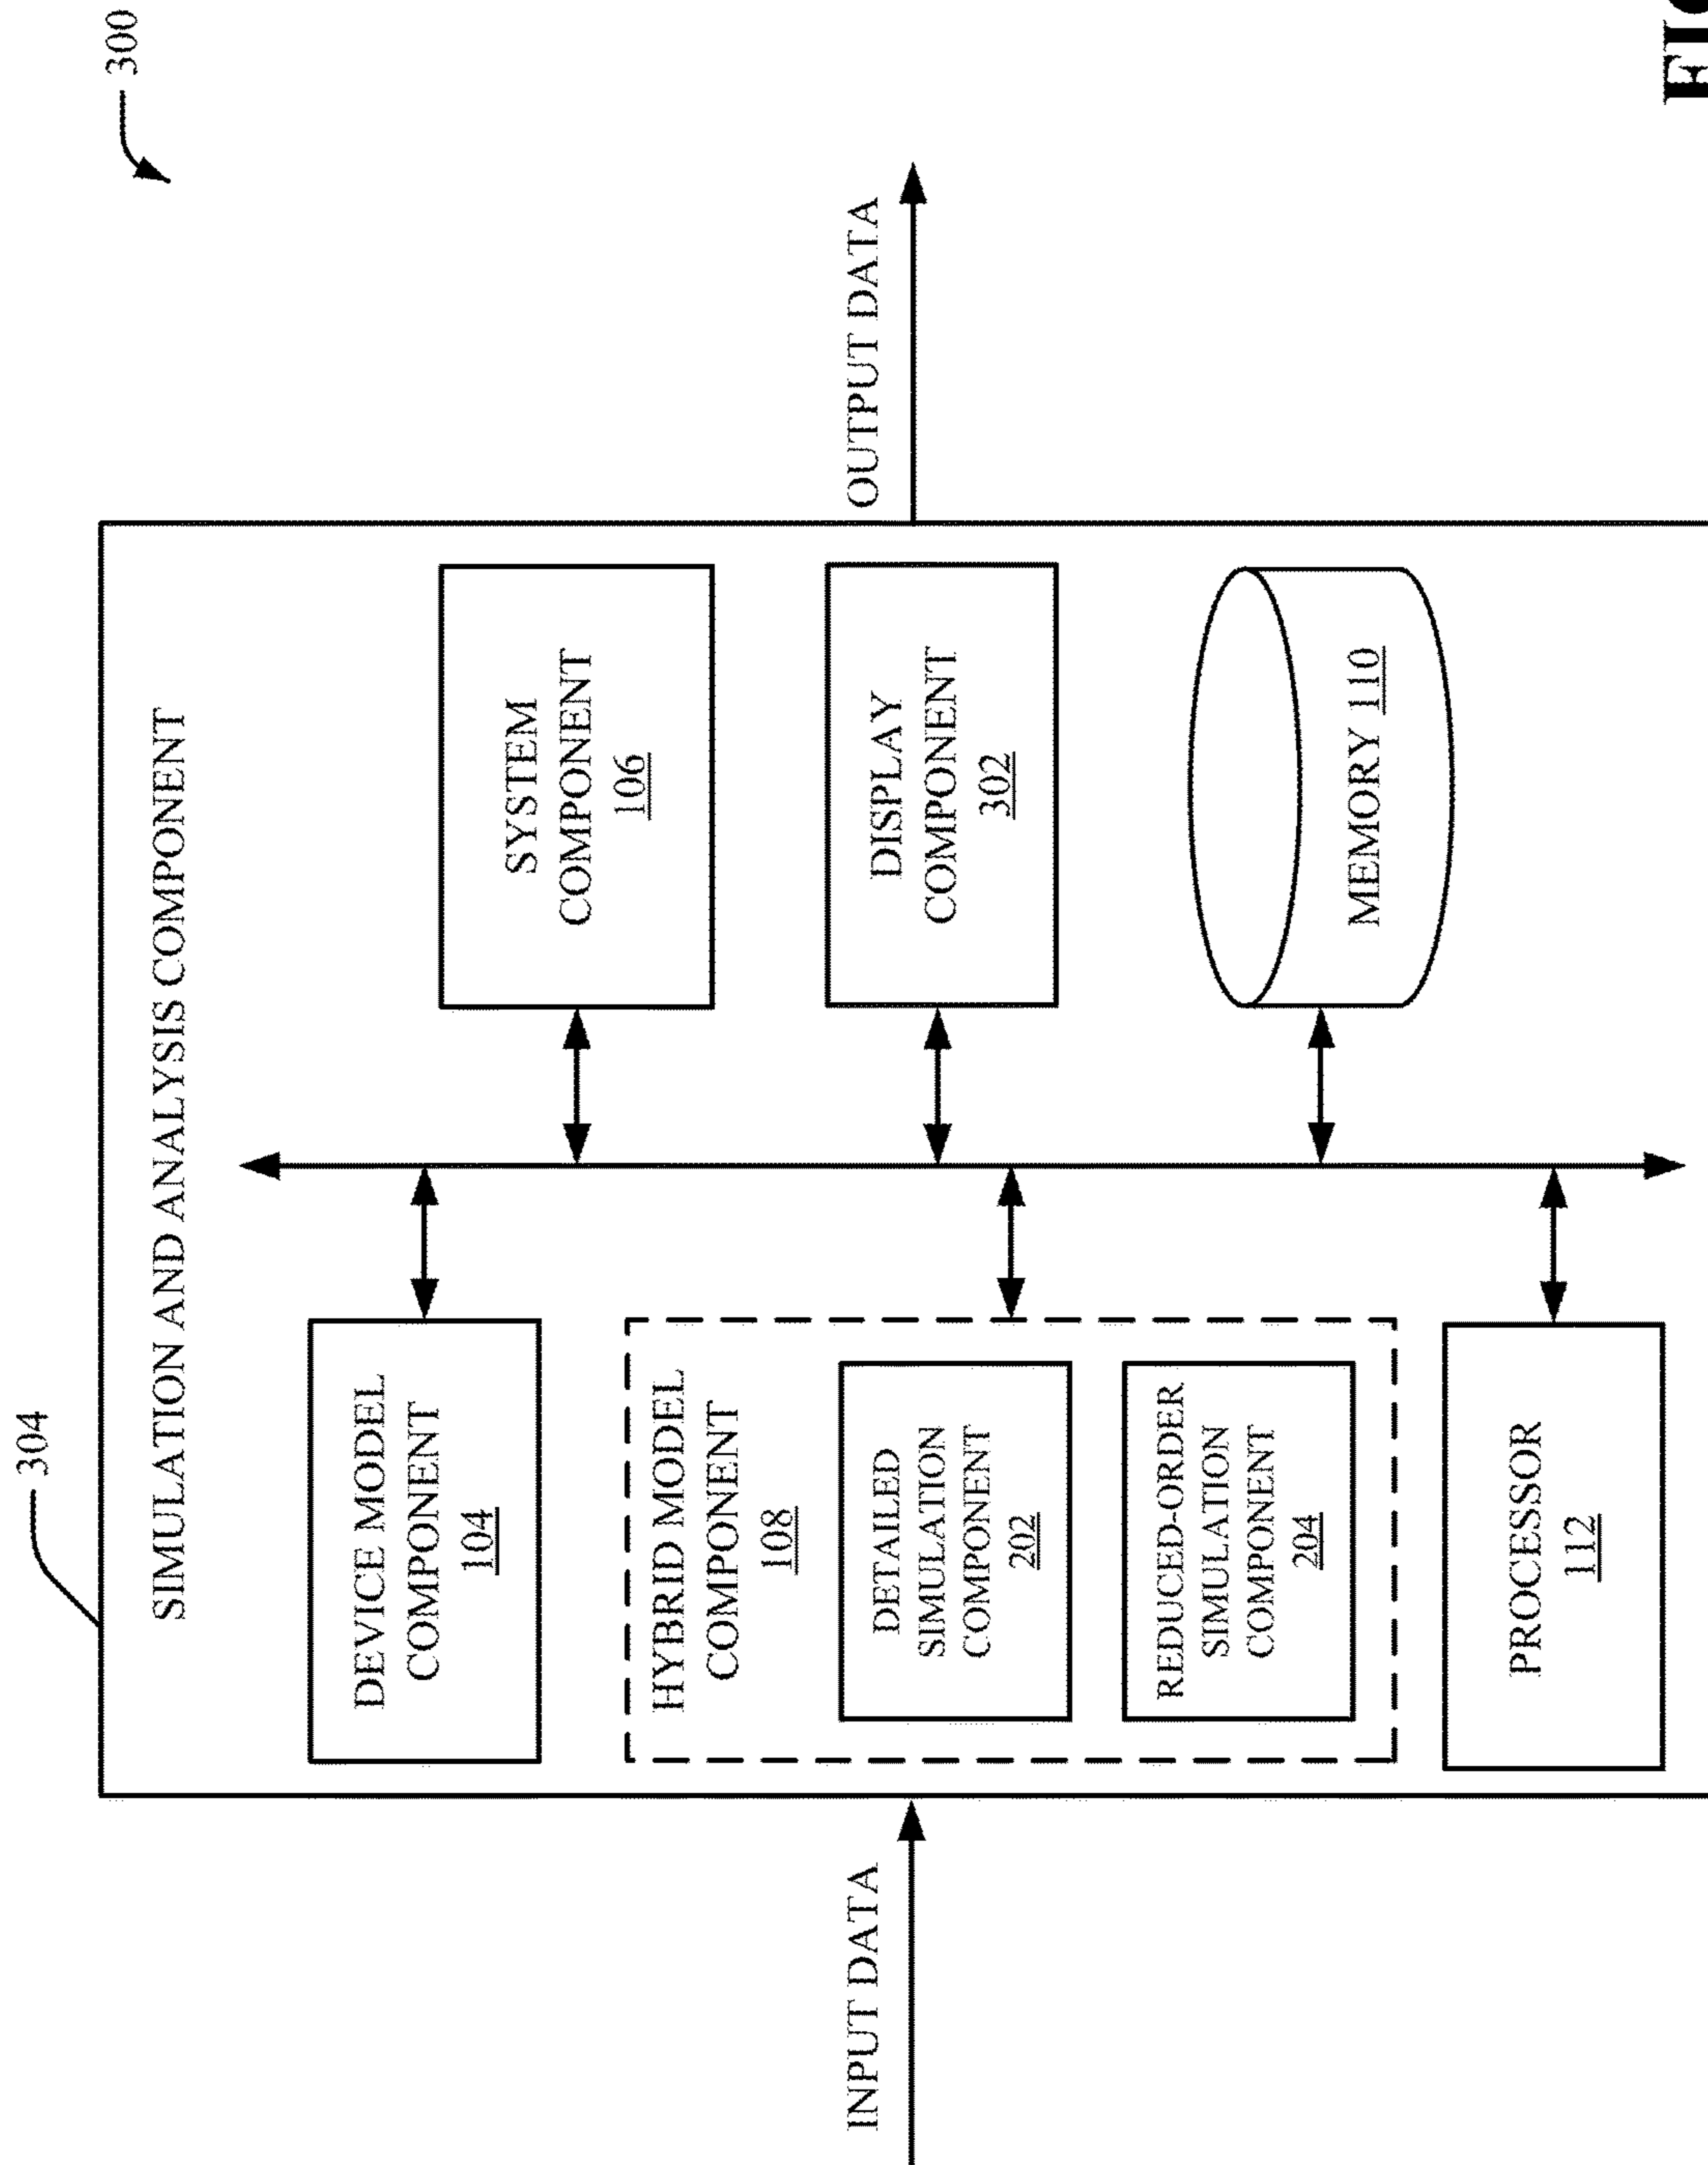 300
304
SIMULATION AND ANALYSIS COMPONENT
DEVICE MODEL
COMPONENT
104
SYSTEM
COMPONENT
106
HYBRID MODEL
COMPONENT
108
DETAILED
SIMULATION
COMPONENT
202
REDUCED-ORDER
SIMULATION
COMPONENT
204
DISPLAY
COMPONENT
302
MEMORY 110
PROCESSOR
112
INPUT DATA
OUTPUT DATA